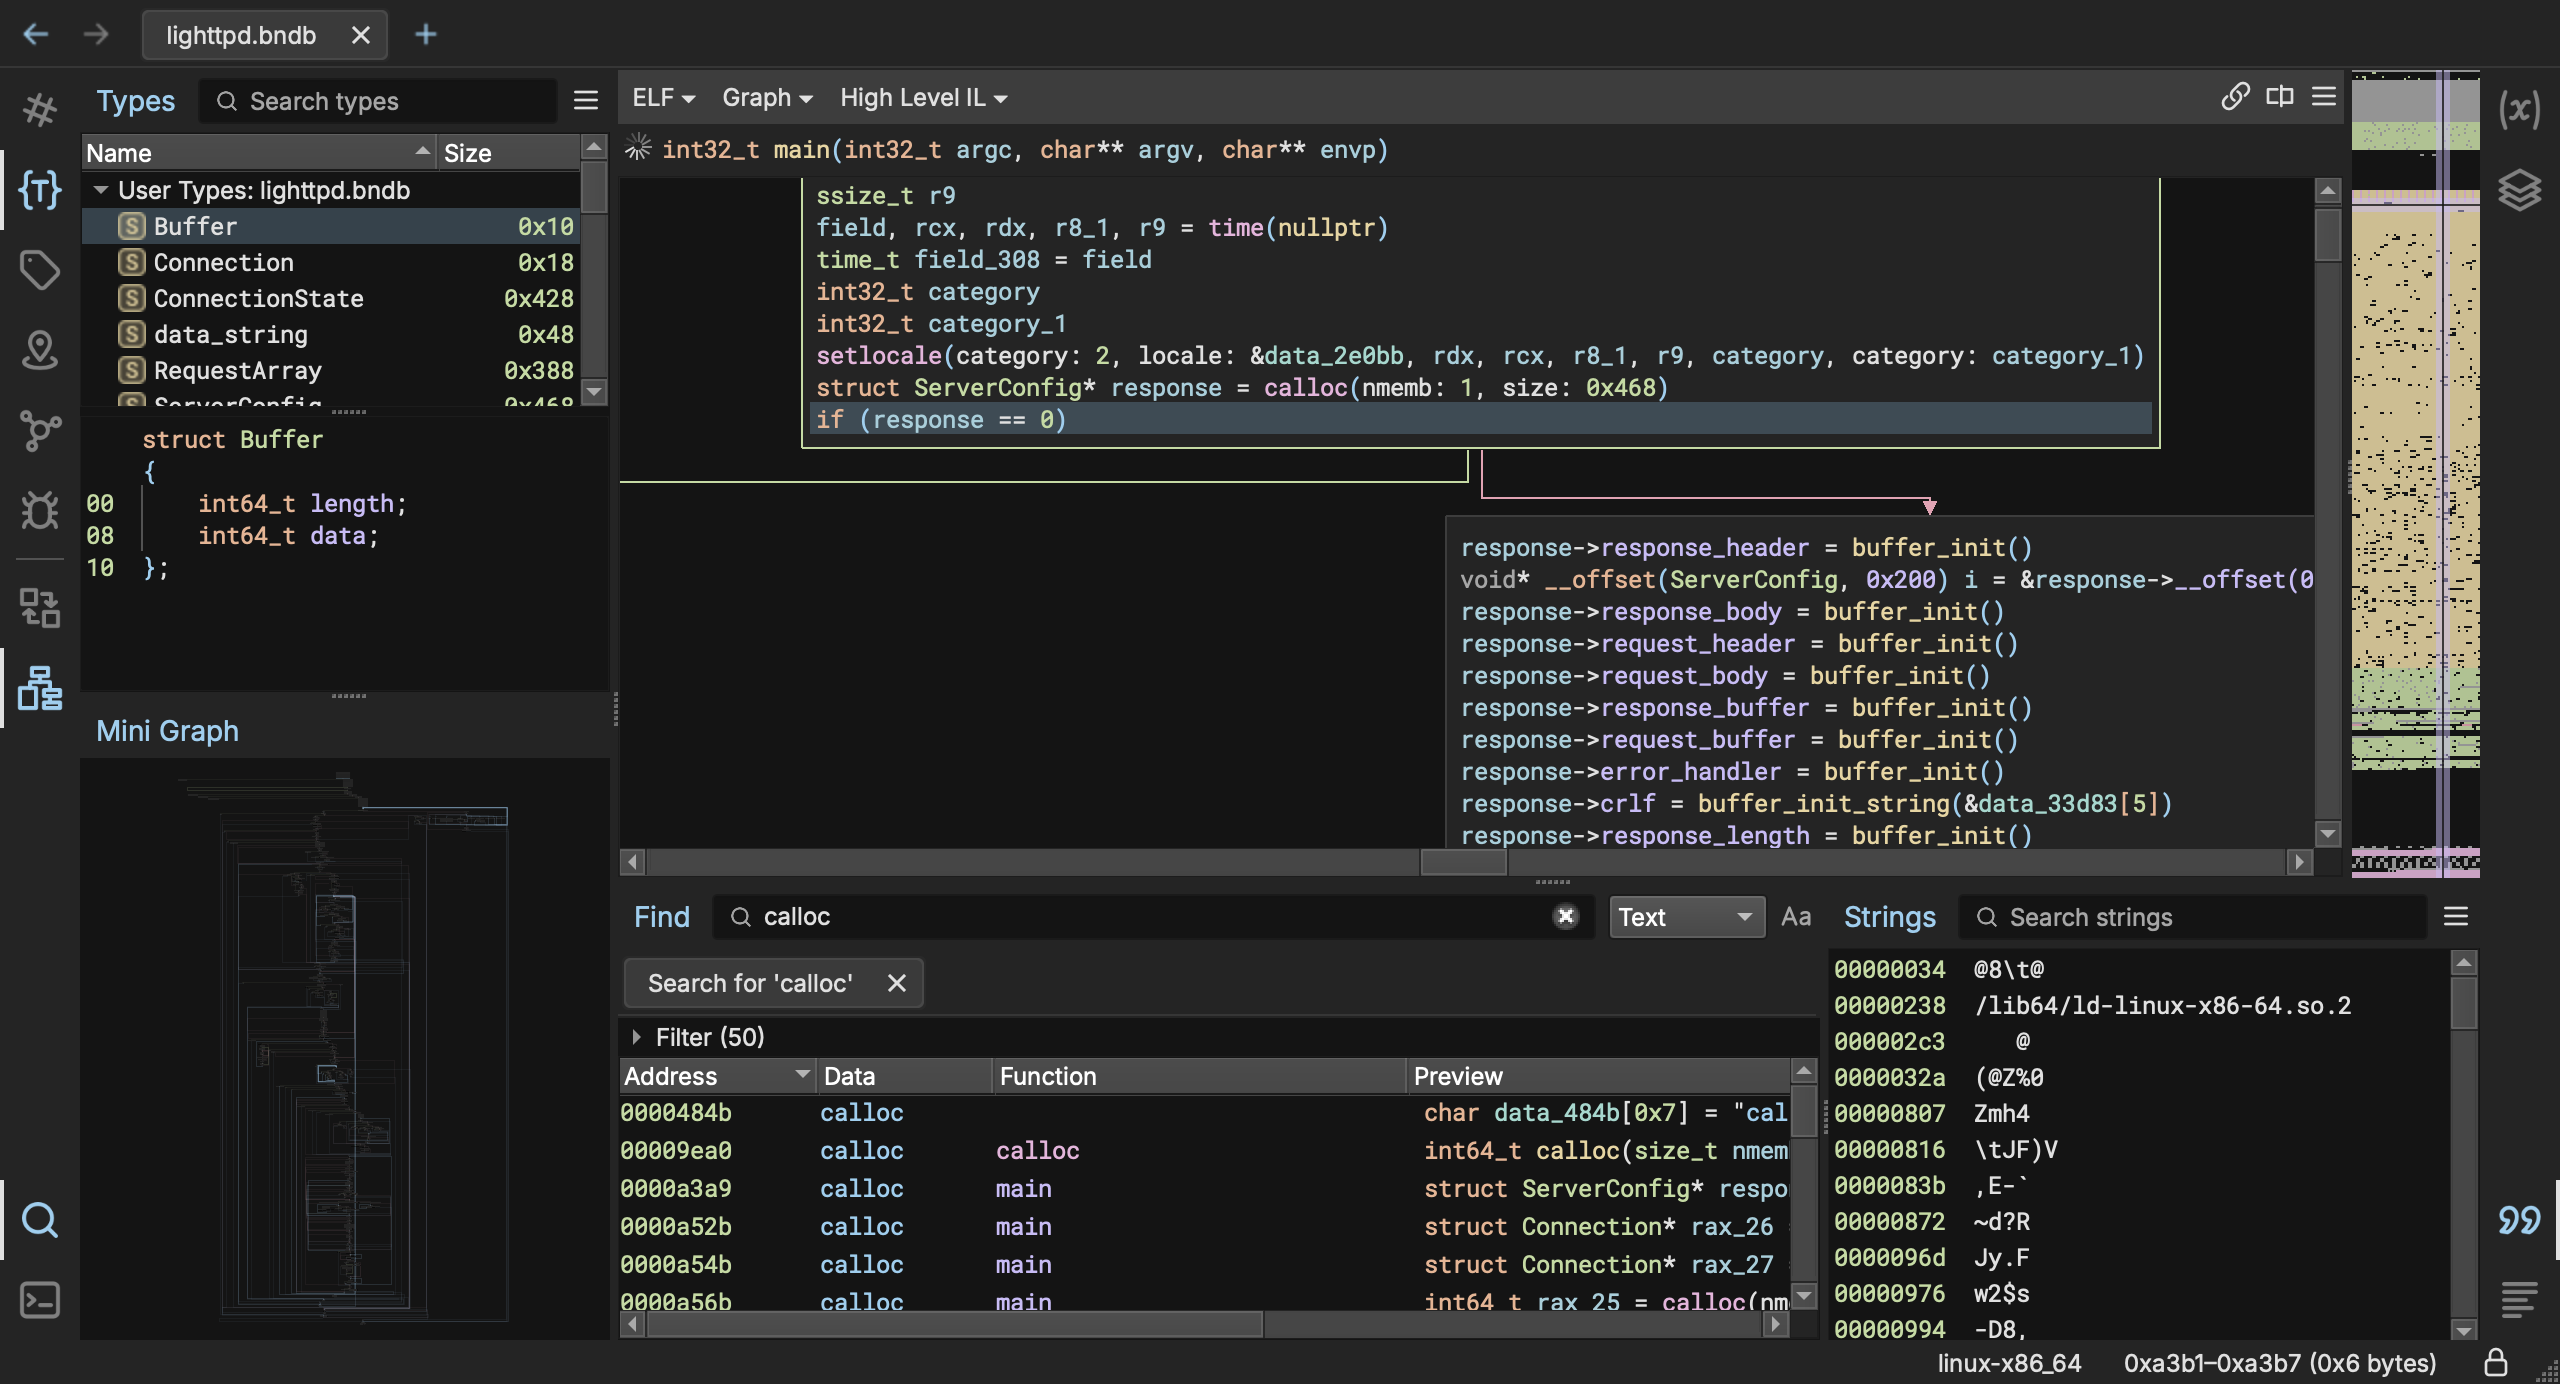 lighttpd.bndb
Types
Search types
Name Size
User Types: lighttpd.bndb
S Buffer 0x10
S Connection 0x18
S ConnectionState 0x428
S data_string 0x48
S RequestArray 0x388
S ServerConfig 0x468
struct Buffer
{
00 int64_t length;
08 int64_t data;
10 };
Mini Graph
ELF Graph High Level IL
int32_t main(int32_t argc, char** argv, char** envp)
ssize_t r9
field, rcx, rdx, r8_1, r9 = time(nullptr)
time_t field_308 = field
int32_t category
int32_t category_1
setlocale(category: 2, locale: &data_2e0bb, rdx, rcx, r8_1, r9, category, category: category_1)
struct ServerConfig* response = calloc(nmemb: 1, size: 0x468)
if (response == 0)
response->response_header = buffer_init()
void* __offset(ServerConfig, 0x200) i = &response->__offset(0
response->response_body = buffer_init()
response->request_header = buffer_init()
response->request_body = buffer_init()
response->response_buffer = buffer_init()
response->request_buffer = buffer_init()
response->error_handler = buffer_init()
response->crlf = buffer_init_string(&data_33d83[5])
response->response_length = buffer_init()
Find
calloc
Text
Aa
Search for 'calloc'
Filter (50)
Address Data Function Preview
0000484b calloc char data_484b[0x7] = "cal
00009ea0 calloc calloc int64_t calloc(size_t nmem
0000a3a9 calloc main struct ServerConfig* respo
0000a52b calloc main struct Connection* rax_26
0000a54b calloc main struct Connection* rax_27
0000a56b calloc main int64_t rax_25 = calloc(nm
Strings
Search strings
00000034 @8\t@
00000238 /lib64/ld-linux-x86-64.so.2
000002c3 @
0000032a (@Z%0
00000807 Zmh4
00000816 \tJF)V
0000083b ,E-`
00000872 ~d?R
0000096d Jy.F
00000976 w2$s
00000994 -D8,
linux-x86_64
0xa3b1–0xa3b7 (0x6 bytes)